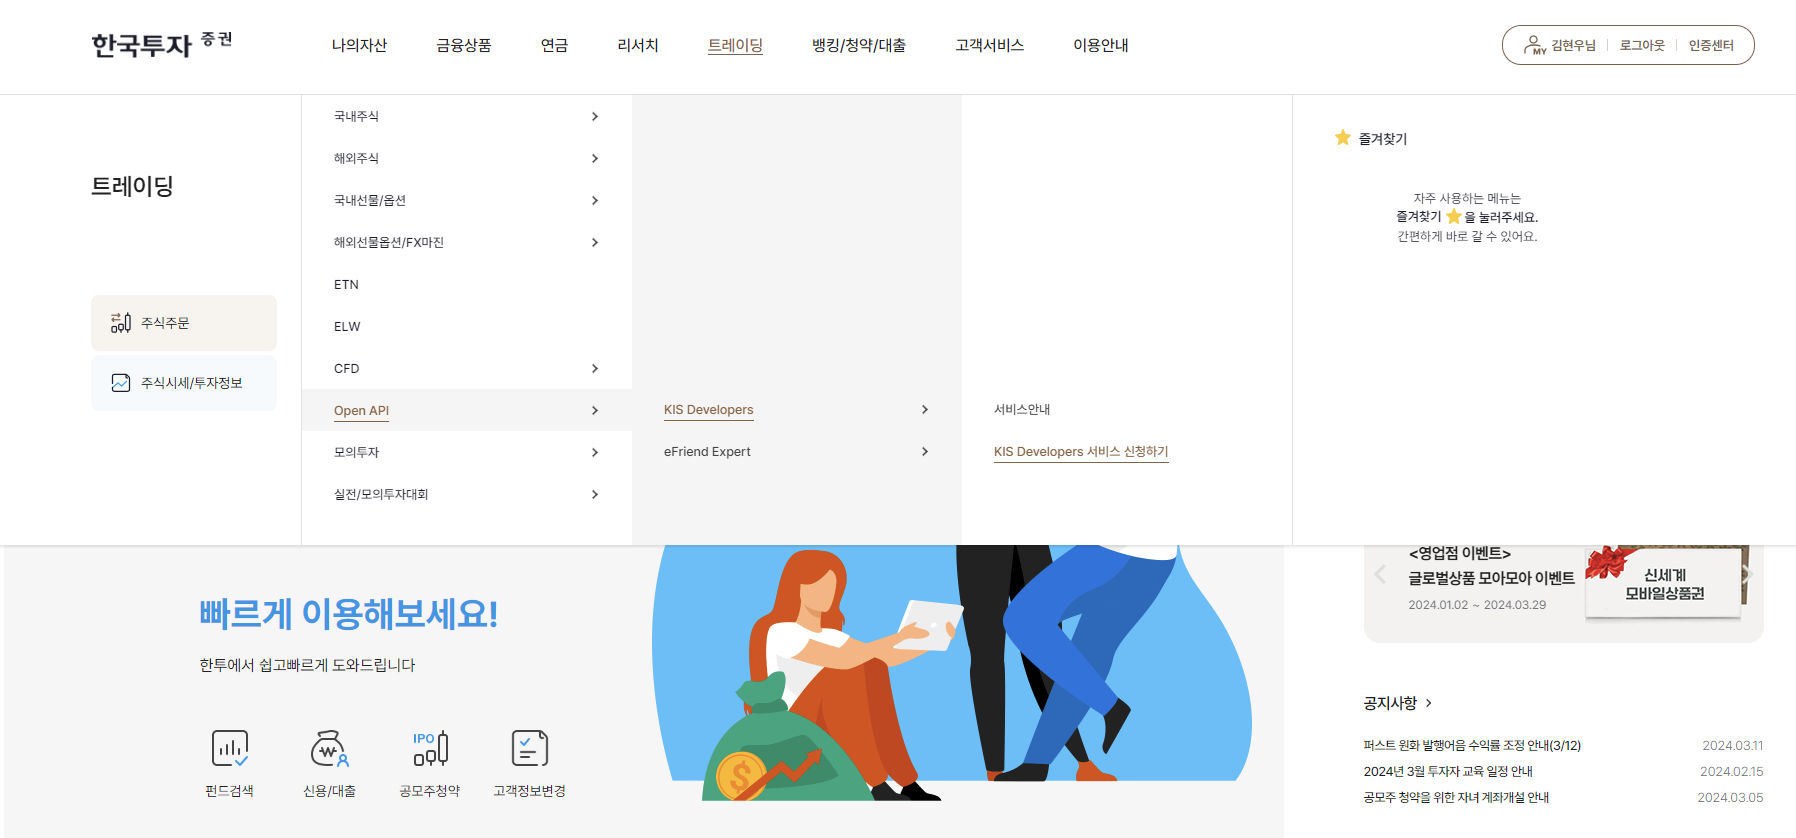 한국투자 증권
나의자산
금융상품
연금
리서치
트레이딩
뱅킹/청약/대출
고객서비스
이용안내
MY 김현우님
로그아웃
인증센터
트레이딩
주식주문
주식시세/투자정보
국내주식
해외주식
국내선물/옵션
해외선물옵션/FX마진
ETN
ELW
CFD
Open API
모의투자
실전/모의투자대회
KIS Developers
eFriend Expert
서비스안내
KIS Developers 서비스 신청하기
즐겨찾기
자주 사용하는 메뉴는
즐겨찾기 을 눌러주세요.
간편하게 바로 갈 수 있어요.
빠르게 이용해보세요!
한투에서 쉽고빠르게 도와드립니다
펀드검색
신용/대출
IPO
공모주청약
고객정보변경
$
<영업점 이벤트>
글로벌상품 모아모아 이벤트
2024.01.02 ~ 2024.03.29
신세계
모바일상품권
공지사항
퍼스트 원화 발행어음 수익률 조정 안내(3/12) 2024.03.11
2024년 3월 투자자 교육 일정 안내 2024.02.15
공모주 청약을 위한 자녀 계좌개설 안내 2024.03.05